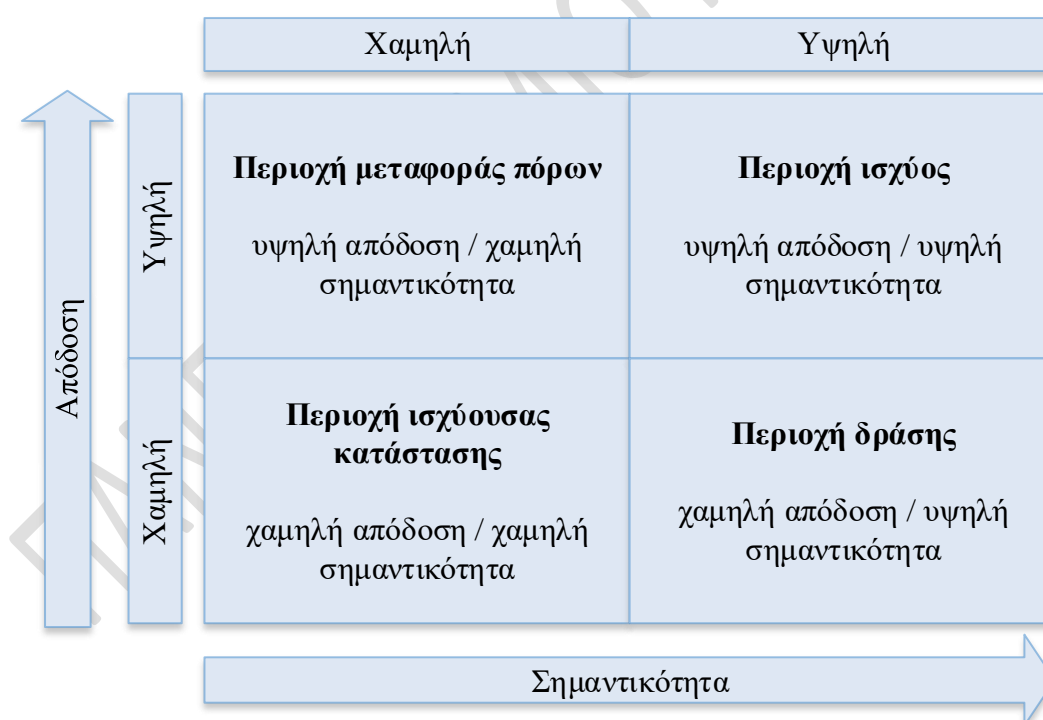 Χαμηλή
Υψηλή
Απόδοση
Υψηλή
Περιοχή μεταφοράς πόρων
υψηλή απόδοση / χαμηλή
σημαντικότητα
Περιοχή ισχύος
υψηλή απόδοση / υψηλή
σημαντικότητα
Χαμηλή
Περιοχή ισχύουσας
κατάστασης
χαμηλή απόδοση / χαμηλή
σημαντικότητα
Περιοχή δράσης
χαμηλή απόδοση / υψηλή
σημαντικότητα
Σημαντικότητα